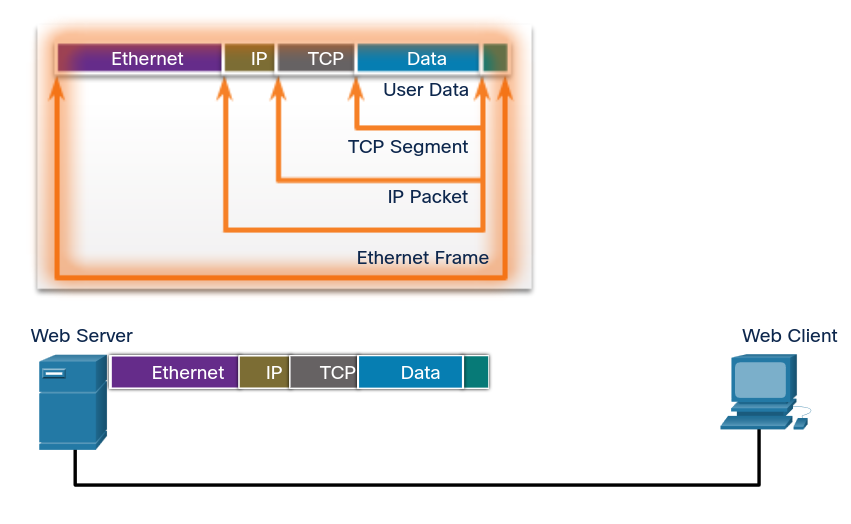 Ethernet IP TCP Data
User Data
TCP Segment
IP Packet
Ethernet Frame
Web Server
Web Client
Ethernet IP TCP Data